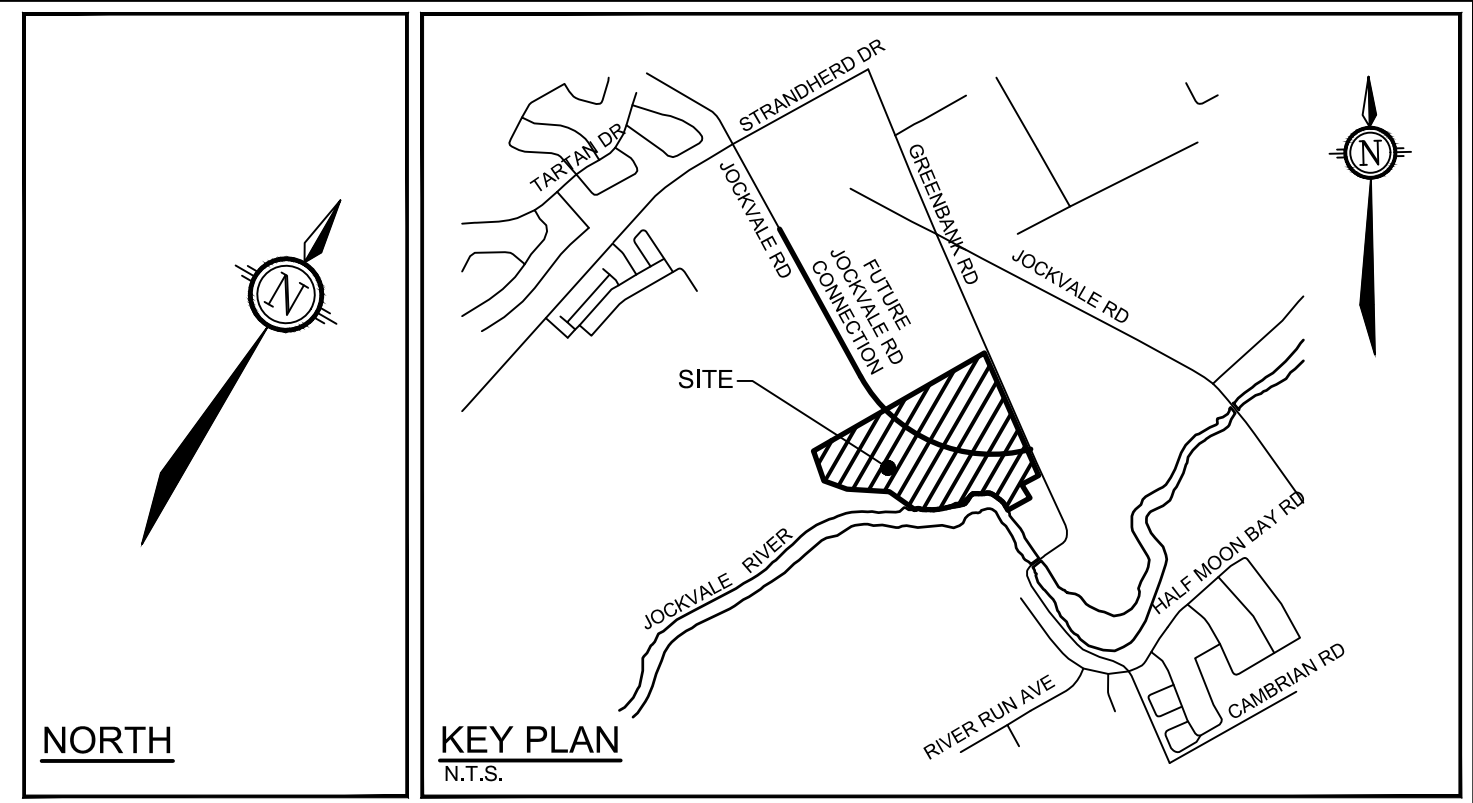 N
NORTH
STRANDHERD DR
TARTAN DR
JOCKVALE RD
GREENBANK RD
N
FUTURE
JOCKVALE RD
CONNECTION
JOCKVALE RD
SITE
JOCKVALE RIVER
HALF MOON BAY RD
RIVER RUN AVE
CAMBRIAN RD
KEY PLAN
N.T.S.